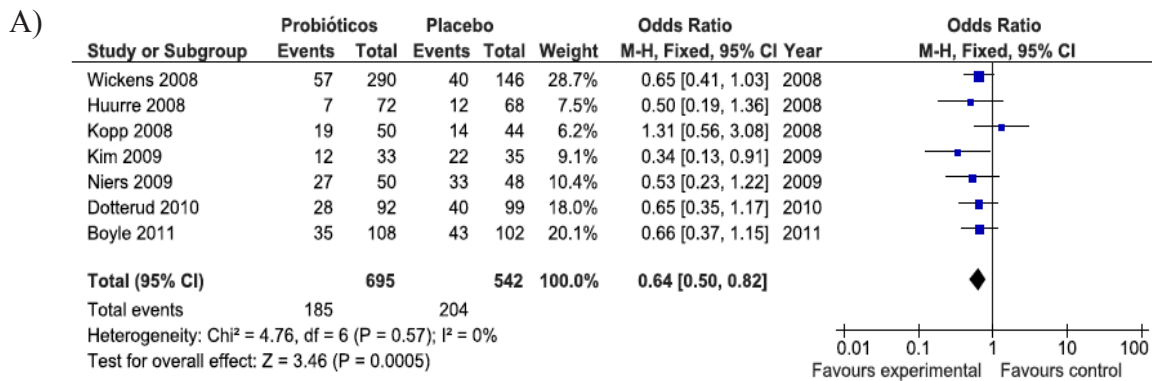 A)
Probióticos Placebo Odds Ratio Odds Ratio
Study or Subgroup Events Total Events Total Weight M-H, Fixed, 95% CI Year M-H, Fixed, 95% CI
Wickens 2008 57 290 40 146 28.7% 0.65 [0.41, 1.03] 2008
Huurre 2008 7 72 12 68 7.5% 0.50 [0.19, 1.36] 2008
Kopp 2008 19 50 14 44 6.2% 1.31 [0.56, 3.08] 2008
Kim 2009 12 33 22 35 9.1% 0.34 [0.13, 0.91] 2009
Niers 2009 27 50 33 48 10.4% 0.53 [0.23, 1.22] 2009
Dotterud 2010 28 92 40 99 18.0% 0.65 [0.35, 1.17] 2010
Boyle 2011 35 108 43 102 20.1% 0.66 [0.37, 1.15] 2011
Total (95% CI) 695 542 100.0% 0.64 [0.50, 0.82]
Total events 185 204
Heterogeneity: Chi² = 4.76, df = 6 (P = 0.57); I² = 0%
Test for overall effect: Z = 3.46 (P = 0.0005)
0.01 0.1 1 10 100
Favours experimental Favours control